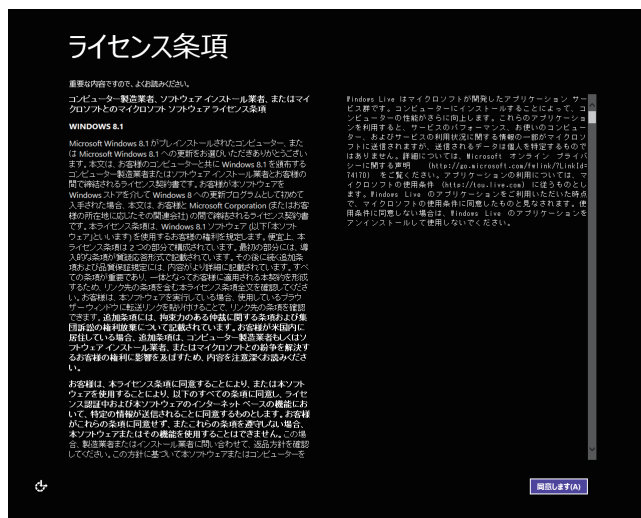 ライセンス条項
重要な内容ですので、よくお読みください。
コンピューター製造業者、ソフトウェア インストール業者、またはマイ
クロソフトとのマイクロソフト ソフトウェア ライセンス条項
WINDOWS 8.1
Microsoft Windows 8.1 がプレインストールされたコンピューター、また
は Microsoft Windows 8.1 への更新をお選びいただきありがとうござい
ます。本文は、お客様のコンピューターと共に Windows 8.1 を頒布する
コンピューター製造業者またはソフトウェア インストール業者とお客様の
間で締結されるライセンス契約書です。お客様が本ソフトウェアを
Windows ストアを介して Windows 8 への更新プログラムとして初めて
入手された場合、本文は、お客様と Microsoft Corporation (またはお客
様の所在地に応じたその関連会社) の間で締結されるライセンス契約書
です。本ライセンス条項は、Windows 8.1 ソフトウェア (以下「本ソフト
ウェア」といいます) を使用するお客様の権利を規定します。便宜上、本
ライセンス条項は 2 つの部分で構成されています。最初の部分には、導
入的な条項が質疑応答形式で記載されています。その後に続く追加条
項および品質保証規定には、内容がより詳細に記載されています。すべ
ての条項が重要であり、一体となってお客様に適用される本契約を形成
するため、リンク先の条項を含む本ライセンス条項全文を確認してくださ
い。お客様は、本ソフトウェアを実行している場合、使用しているブラウ
ザー ウィンドウに転送リンクを貼り付けることで、リンク先の条項を確認
できます。追加条項には、拘束力のある仲裁に関する条項および集
団訴訟の権利放棄について記載されています。お客様が米国内に
居住している場合、追加条項は、コンピューター製造業者もしくはソ
フトウェア インストール業者、またはマイクロソフトとの紛争を解決す
るお客様の権利に影響を及ぼすため、内容を注意深くお読みくださ
い。
お客様は、本ライセンス条項に同意することにより、または本ソフト
ウェアを使用することにより、以下のすべての条項に同意し、ライセ
ンス認証中および本ソフトウェアのインターネット ベースの機能にお
いて、特定の情報が送信されることに同意するものとします。お客様
がこれらの条項に同意せず、またこれらの条項を遵守しない場合、
本ソフトウェアまたはその機能を使用することはできません。この場
合、製造業者またはインストール業者に問い合わせて、返品方針を確認
してください。この方針に基づいて本ソフトウェアまたはコンピューターを
Windows Live はマイクロソフトが開発したアプリケーション サー
ビス群です。コンピューターにインストールすることによって、コ
ンピューターの性能がさらに向上します。これらのアプリケーショ
ンを利用すると、サービスのパフォーマンス、お使いのコンピュー
ター、およびサービスの利用状況に関する情報の一部がマイクロソ
フトに送信されますが、送信されるデータは個人を特定するもので
はありません。詳細については、Microsoft オンライン プライバ
シーに関する声明 (http://go.microsoft.com/fwlink/?LinkId=
74170) をご覧ください。アプリケーションの利用については、マ
イクロソフトの使用条件 (http://tou.live.com) に従うものとし
ます。Windows Live のアプリケーションをご利用いただいた時点
で、マイクロソフトの使用条件に同意したものと見なされます。使
用条件に同意しない場合は、Windows Live のアプリケーションを
アンインストールして使用しないでください。
同意します(A)